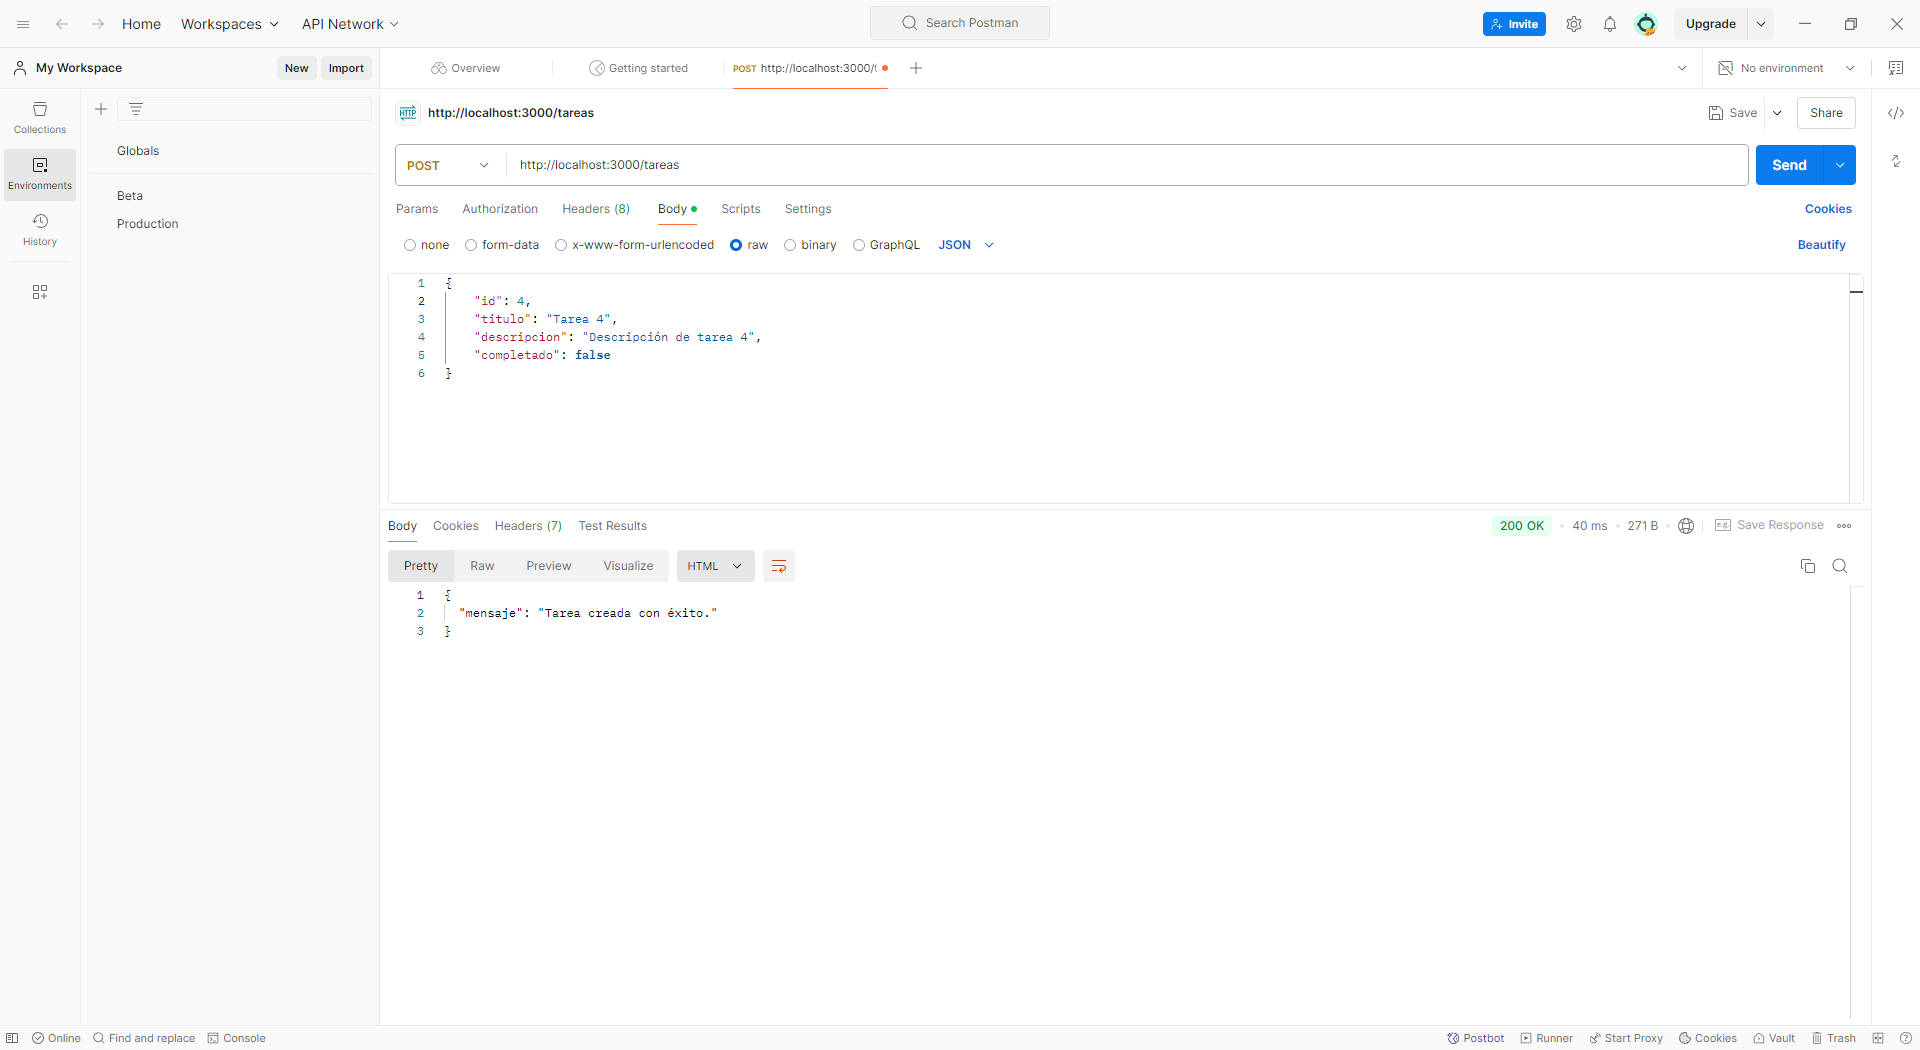 Home
Workspaces
API Network
Search Postman
Invite
Upgrade
My Workspace
New
Import
Overview
Getting started
POST http://localhost:3000/t
No environment
Collections
Environments
History
Globals
Beta
Production
HTTP http://localhost:3000/tareas
Save
Share
POST
http://localhost:3000/tareas
Send
Params
Authorization
Headers (8)
Body
Scripts
Settings
Cookies
none
form-data
x-www-form-urlencoded
raw
binary
GraphQL
JSON
Beautify
1 {
2 "id": 4,
3 "titulo": "Tarea 4",
4 "descripcion": "Descripción de tarea 4",
5 "completado": false
6 }
Body
Cookies
Headers (7)
Test Results
200 OK
40 ms
271 B
e.g.
Save Response
Pretty
Raw
Preview
Visualize
HTML
1 {
2 "mensaje": "Tarea creada con éxito."
3 }
Online
Find and replace
Console
Postbot
Runner
Start Proxy
Cookies
Vault
Trash